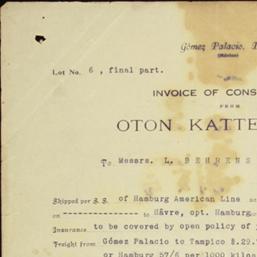 Gómez Palacio,
(México)
Lot No. 6 , final part.
INVOICE OF CONS
FROM
OTON KATTE
To Messrs. L. BEHRENS
Shipped per S.S. of Hamburg American Line
on --------------- to Hâvre, opt. Hamburg
Insurance to be covered by open policy of
Freight from Gómez Palacio to Tampico $.29.
or Hamburg 57/6 per 1000 kilo